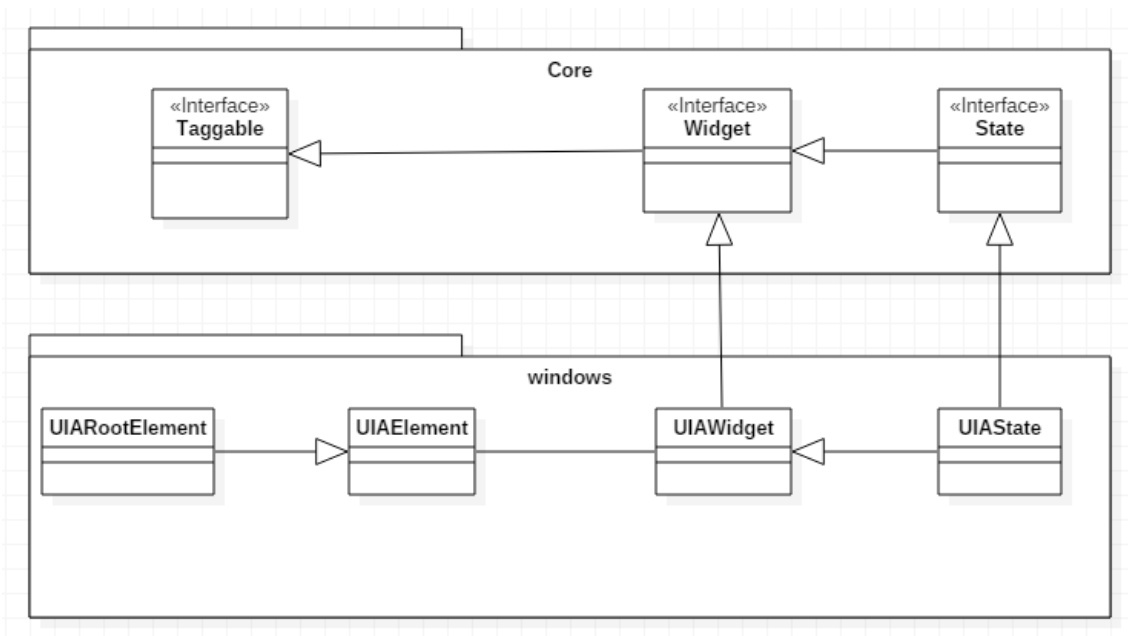 Core
«Interface»
Taggable
«Interface»
Widget
«Interface»
State
windows
UIARootElement
UIAElement
UIAWidget
UIAState